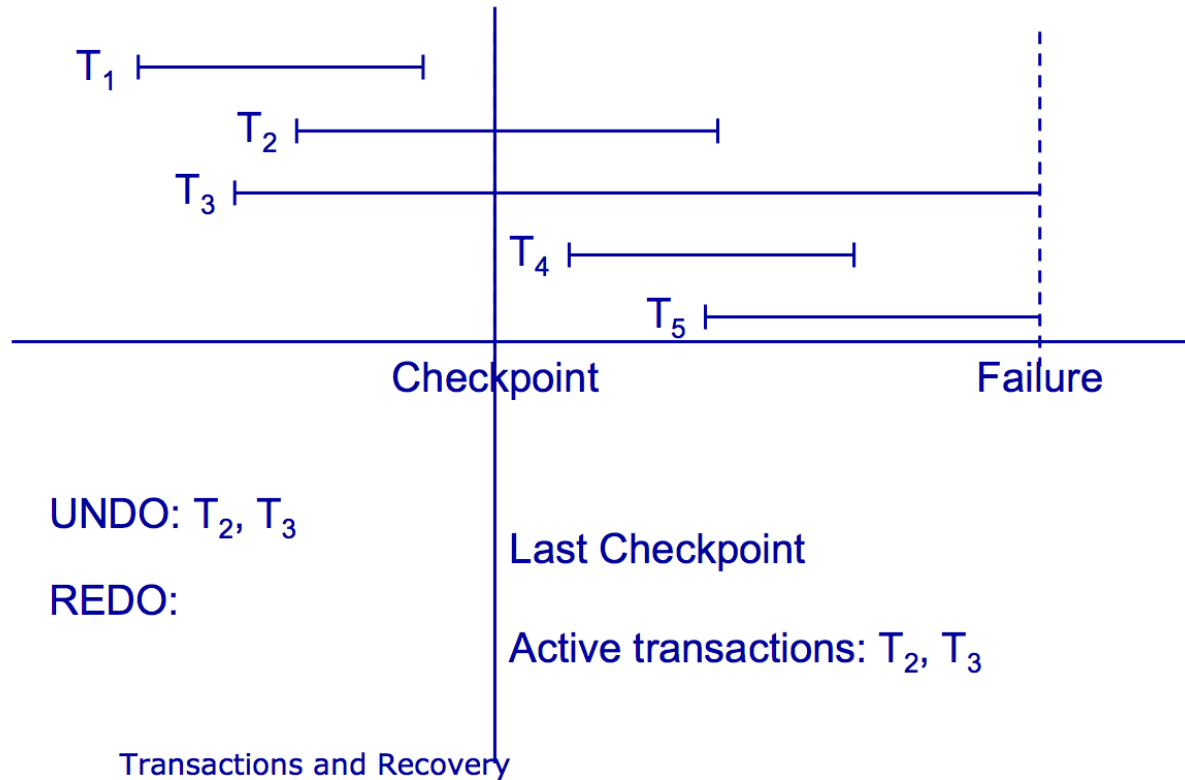 T₁
T₂
T₃
T₄
T₅
Checkpoint
Failure
UNDO: T₂, T₃
Last Checkpoint
REDO:
Active transactions: T₂, T₃
Transactions and Recovery